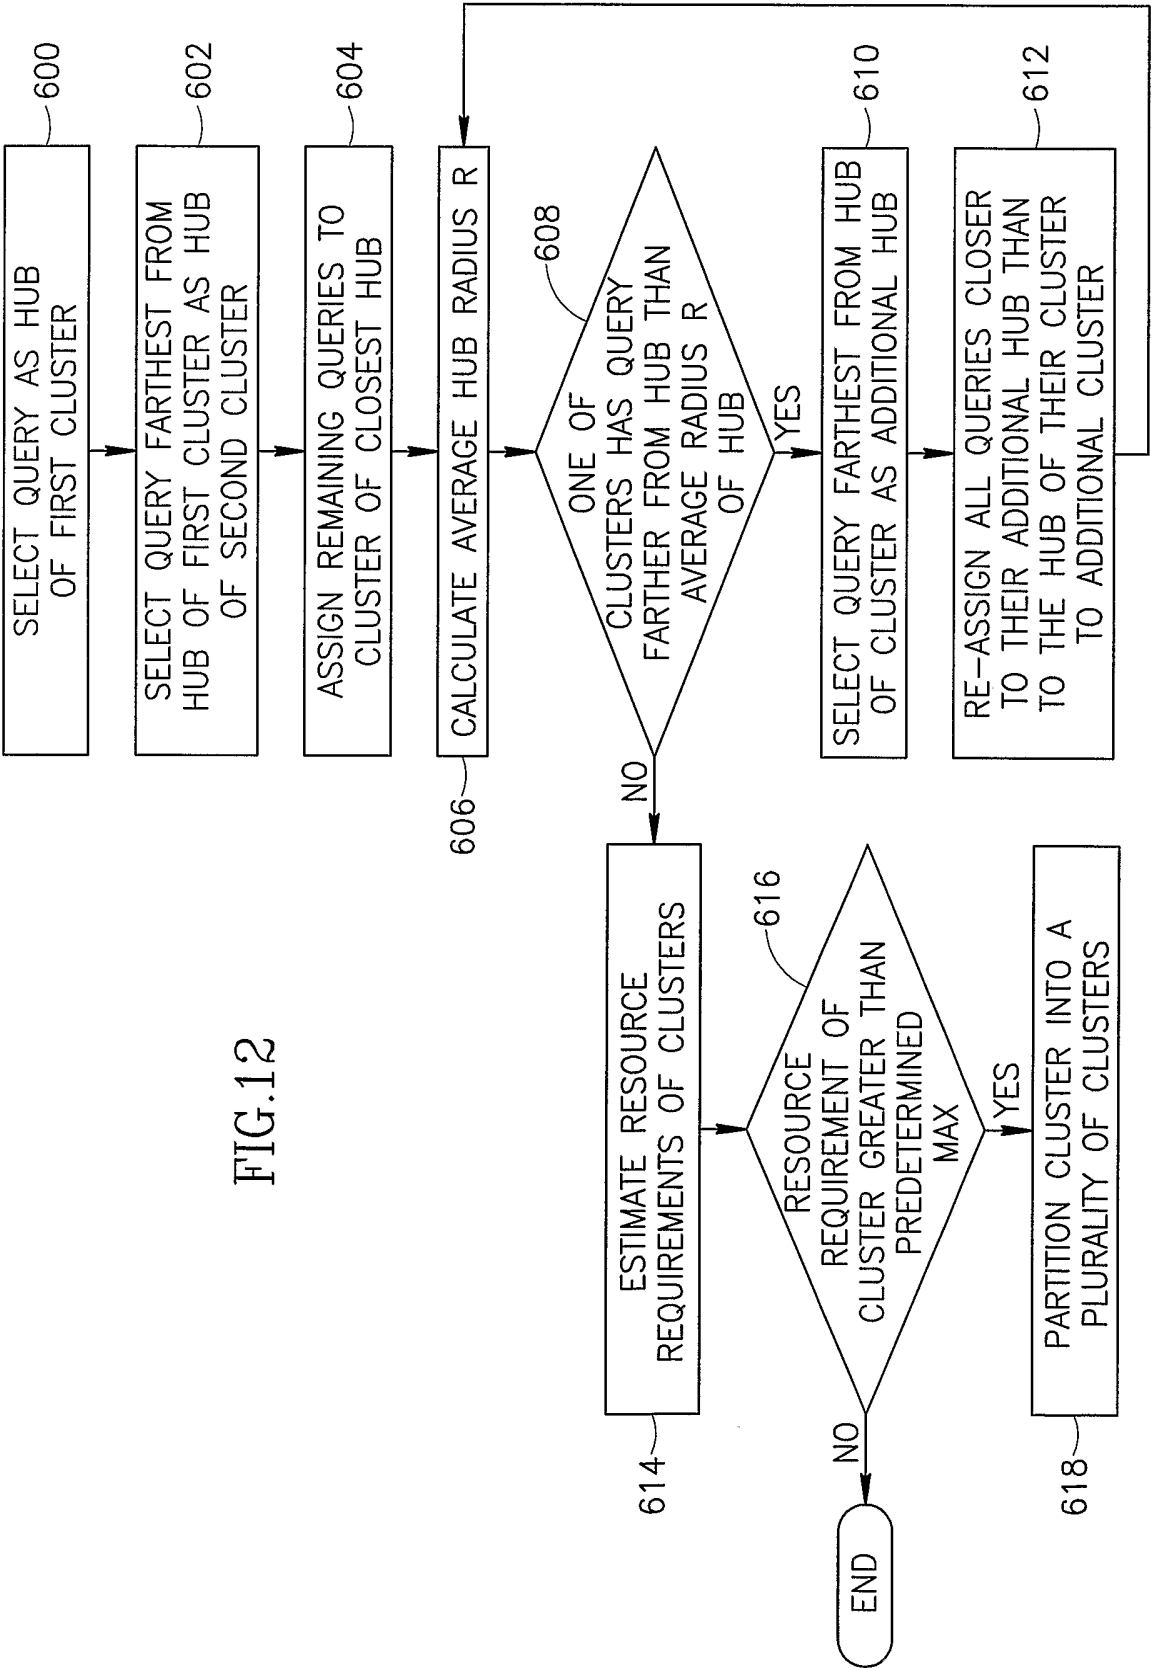 600
SELECT QUERY AS HUB
OF FIRST CLUSTER
602
SELECT QUERY FARTHEST FROM
HUB OF FIRST CLUSTER AS HUB
OF SECOND CLUSTER
604
ASSIGN REMAINING QUERIES TO
CLUSTER OF CLOSEST HUB
606
CALCULATE AVERAGE HUB RADIUS R
608
ONE OF
CLUSTERS HAS QUERY
FARTHER FROM HUB THAN
AVERAGE RADIUS R
OF HUB
YES
NO
610
SELECT QUERY FARTHEST FROM HUB
OF CLUSTER AS ADDITIONAL HUB
612
RE-ASSIGN ALL QUERIES CLOSER
TO THEIR ADDITIONAL HUB THAN
TO THE HUB OF THEIR CLUSTER
TO ADDITIONAL CLUSTER
614
ESTIMATE RESOURCE
REQUIREMENTS OF CLUSTERS
616
RESOURCE
REQUIREMENT OF
CLUSTER GREATER THAN
PREDETERMINED
MAX
YES
NO
618
PARTITION CLUSTER INTO A
PLURALITY OF CLUSTERS
END
FIG.12